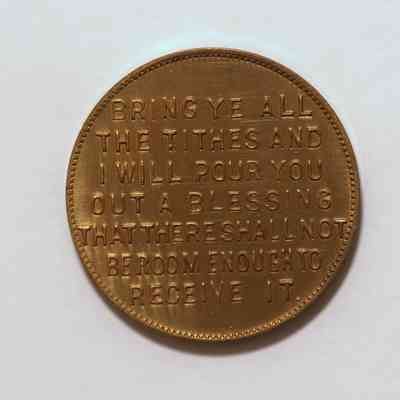 BRING YE ALL
THE TITHES AND
I WILL POUR YOU
OUT A BLESSING
THAT THERE SHALL NOT
BE ROOM ENOUGH TO
RECEIVE IT